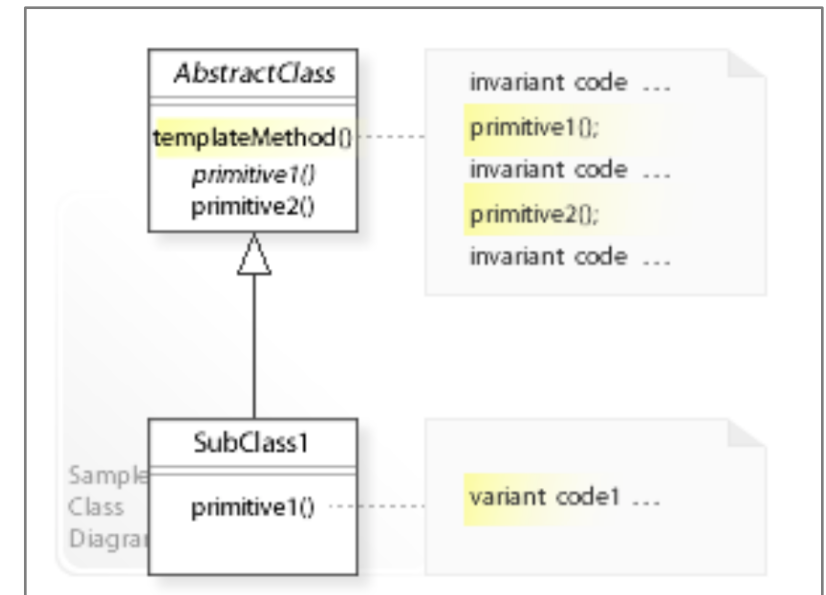 AbstractClass
templateMethod()
primitive1()
primitive2()
invariant code ...
primitive1();
invariant code ...
primitive2();
invariant code ...
SubClass1
primitive1()
variant code1 ...
Sample
Class